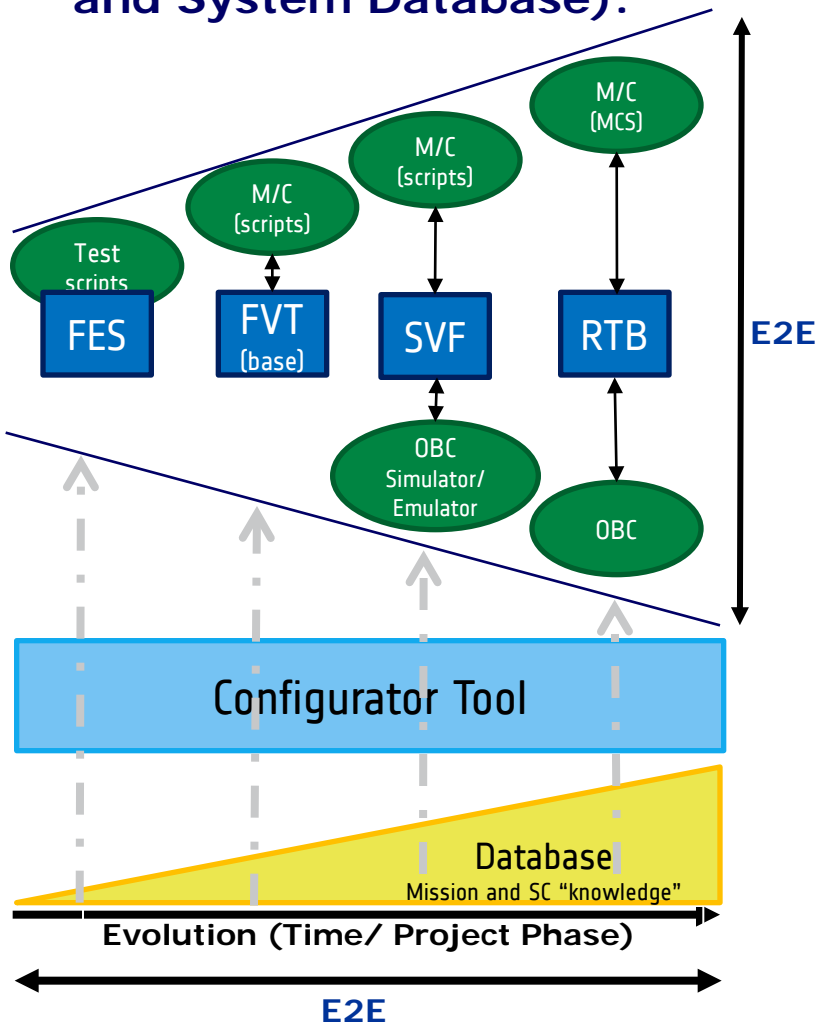 and System Database):
M/C
(MCS)
M/C
(scripts)
M/C
(scripts)
Test
scripts
FES
FVT
(base)
SVF
RTB
E2E
OBC
Simulator/
Emulator
OBC
Configurator Tool
Database
Mission and SC “knowledge”
Evolution (Time/ Project Phase)
E2E